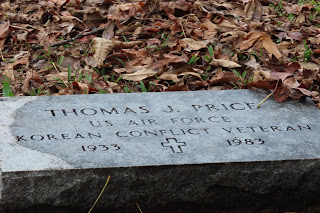 THOMAS J. PRICE
US AIR FORCE
KOREAN CONFLICT VETERAN
1933 1983